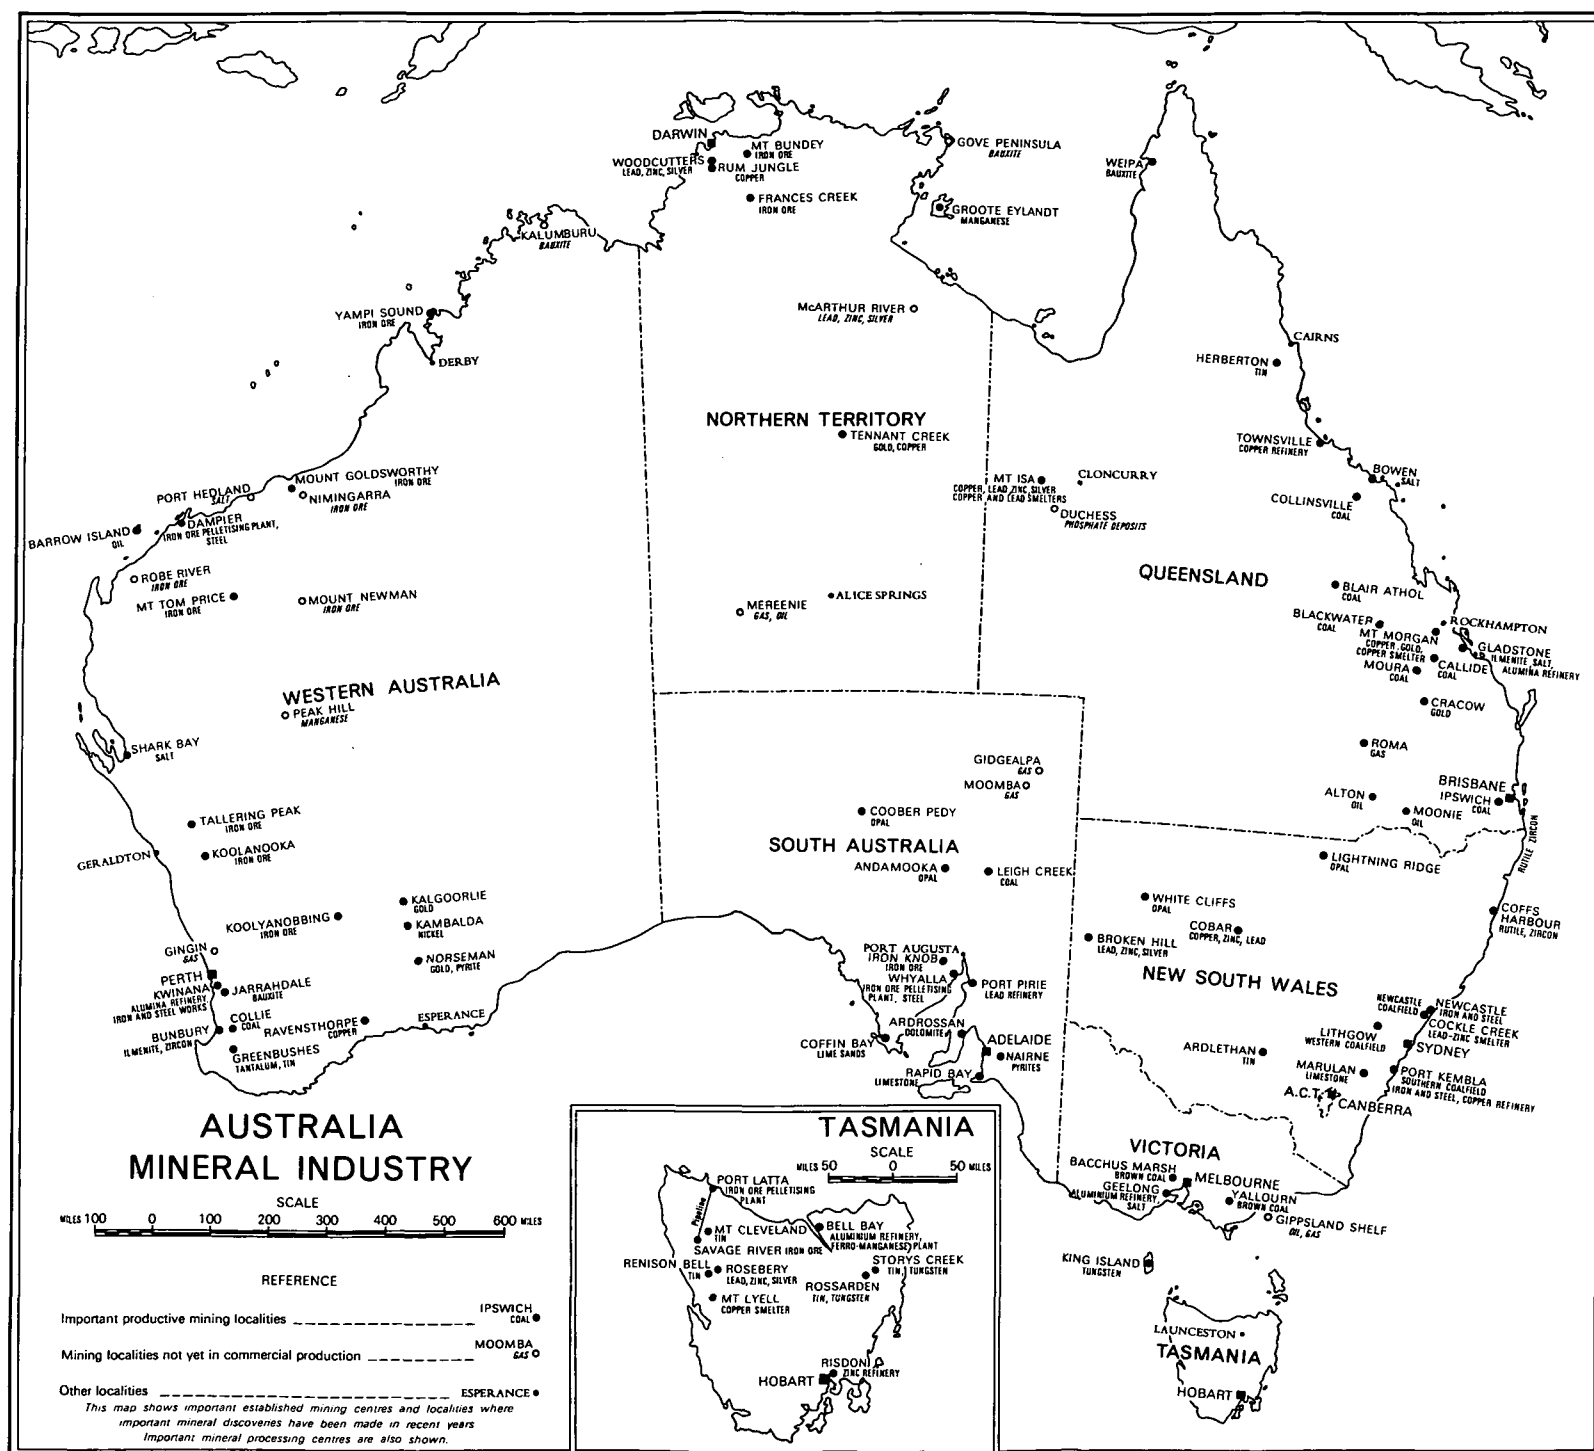 DARWIN
WOODCUTTERS
LEAD, ZINC, SILVER
MT BUNDEY
IRON ORE
RUM JUNGLE
COPPER
FRANCES CREEK
IRON ORE
GOVE PENINSULA
BAUXITE
GROOTE EYLANDT
MANGANESE
WEIPA
BAUXITE
KALUMBURU
BAUXITE
YAMPI SOUND
IRON ORE
DERBY
McARTHUR RIVER
LEAD, ZINC, SILVER
CAIRNS
HERBERTON
TIN
NORTHERN TERRITORY
TENNANT CREEK
GOLD, COPPER
TOWNSVILLE
COPPER REFINERY
BOWEN
SALT
COLLINSVILLE
COAL
MT ISA
COPPER, LEAD, ZINC, SILVER
COPPER AND LEAD SMELTERS
CLONCURRY
DUCHESS
PHOSPHATE DEPOSITS
PORT HEDLAND
SALT
MOUNT GOLDSWORTHY
IRON ORE
NIMINGARRA
IRON ORE
DAMPIER
IRON ORE PELLETISING PLANT,
STEEL
BARROW ISLAND
OIL
ROBE RIVER
IRON ORE
MT TOM PRICE
IRON ORE
MOUNT NEWMAN
IRON ORE
MEREENIE
GAS, OIL
ALICE SPRINGS
QUEENSLAND
BLAIR ATHOL
COAL
BLACKWATER
COAL
ROCKHAMPTON
MT MORGAN
COPPER, GOLD,
COPPER SMELTER
GLADSTONE
ILMENITE, SALT,
ALUMINA REFINERY
CALLIDE
COAL
MOURA
COAL
CRACOW
GOLD
ROMA
GAS
WESTERN AUSTRALIA
PEAK HILL
MANGANESE
SHARK BAY
SALT
GIDGEALPA
GAS
MOOMBA
GAS
BRISBANE
IPSWICH
COAL
ALTON
OIL
MOONIE
OIL
RUTILE ZIRCON
TALLERING PEAK
IRON ORE
KOOLANOOKA
IRON ORE
GERALDTON
COOBER PEDY
OPAL
SOUTH AUSTRALIA
ANDAMOOKA
OPAL
LEIGH CREEK
COAL
LIGHTNING RIDGE
OPAL
WHITE CLIFFS
OPAL
COBAR
COPPER, ZINC, LEAD
BROKEN HILL
LEAD, ZINC, SILVER
COFFS
HARBOUR
RUTILE, ZIRCON
KALGOORLIE
GOLD
KAMBALDA
NICKEL
KOOLYANOBBING
IRON ORE
NORSEMAN
GOLD, PYRITE
GINGIN
GAS
PERTH
KWINANA
ALUMINA REFINERY,
IRON AND STEEL WORKS
JARRAHDALE
BAUXITE
COLLIE
COAL
BUNBURY
ILMENITE, ZIRCON
RAVENSTHORPE
COPPER
GREENBUSHES
TANTALUM, TIN
ESPERANCE
PORT AUGUSTA
IRON KNOB
IRON ORE
WHYALLA
IRON ORE PELLETISING
PLANT, STEEL
PORT PIRIE
LEAD REFINERY
ARDROSSAN
DOLOMITE
COFFIN BAY
LIME SANDS
ADELAIDE
NAIRNE
PYRITES
RAPID BAY
LIMESTONE
NEW SOUTH WALES
NEWCASTLE
COALFIELD
NEWCASTLE
IRON AND STEEL
COCKLE CREEK
LEAD-ZINC SMELTER
LITHGOW
WESTERN COALFIELD
SYDNEY
ARDLETHAN
TIN
MARULAN
LIMESTONE
PORT KEMBLA
SOUTHERN COALFIELD
IRON AND STEEL, COPPER REFINERY
A.C.T.
CANBERRA
VICTORIA
BACCHUS MARSH
BROWN COAL
MELBOURNE
GEELONG
ALUMINIUM REFINERY,
SALT
YALLOURN
BROWN COAL
GIPPSLAND SHELF
OIL, GAS
KING ISLAND
TUNGSTEN
LAUNCESTON
TASMANIA
HOBART
AUSTRALIA
MINERAL INDUSTRY
SCALE
MILES 100 0 100 200 300 400 500 600 MILES
REFERENCE
Important productive mining localities IPSWICH
COAL
Mining localities not yet in commercial production MOOMBA
GAS
Other localities ESPERANCE
This map shows important established mining centres and localities where
important mineral discoveries have been made in recent years
Important mineral processing centres are also shown.
TASMANIA
SCALE
MILES 50 0 50 MILES
PORT LATTA
IRON ORE PELLETISING
PLANT
Pipeline
MT CLEVELAND
TIN
SAVAGE RIVER IRON ORE
BELL BAY
ALUMINIUM REFINERY,
FERRO-MANGANESE PLANT
RENISON BELL
TIN
ROSEBERY
LEAD, ZINC, SILVER
STORYS CREEK
TIN, TUNGSTEN
ROSSARDEN
TIN, TUNGSTEN
MT LYELL
COPPER SMELTER
RISDON
ZINC REFINERY
HOBART